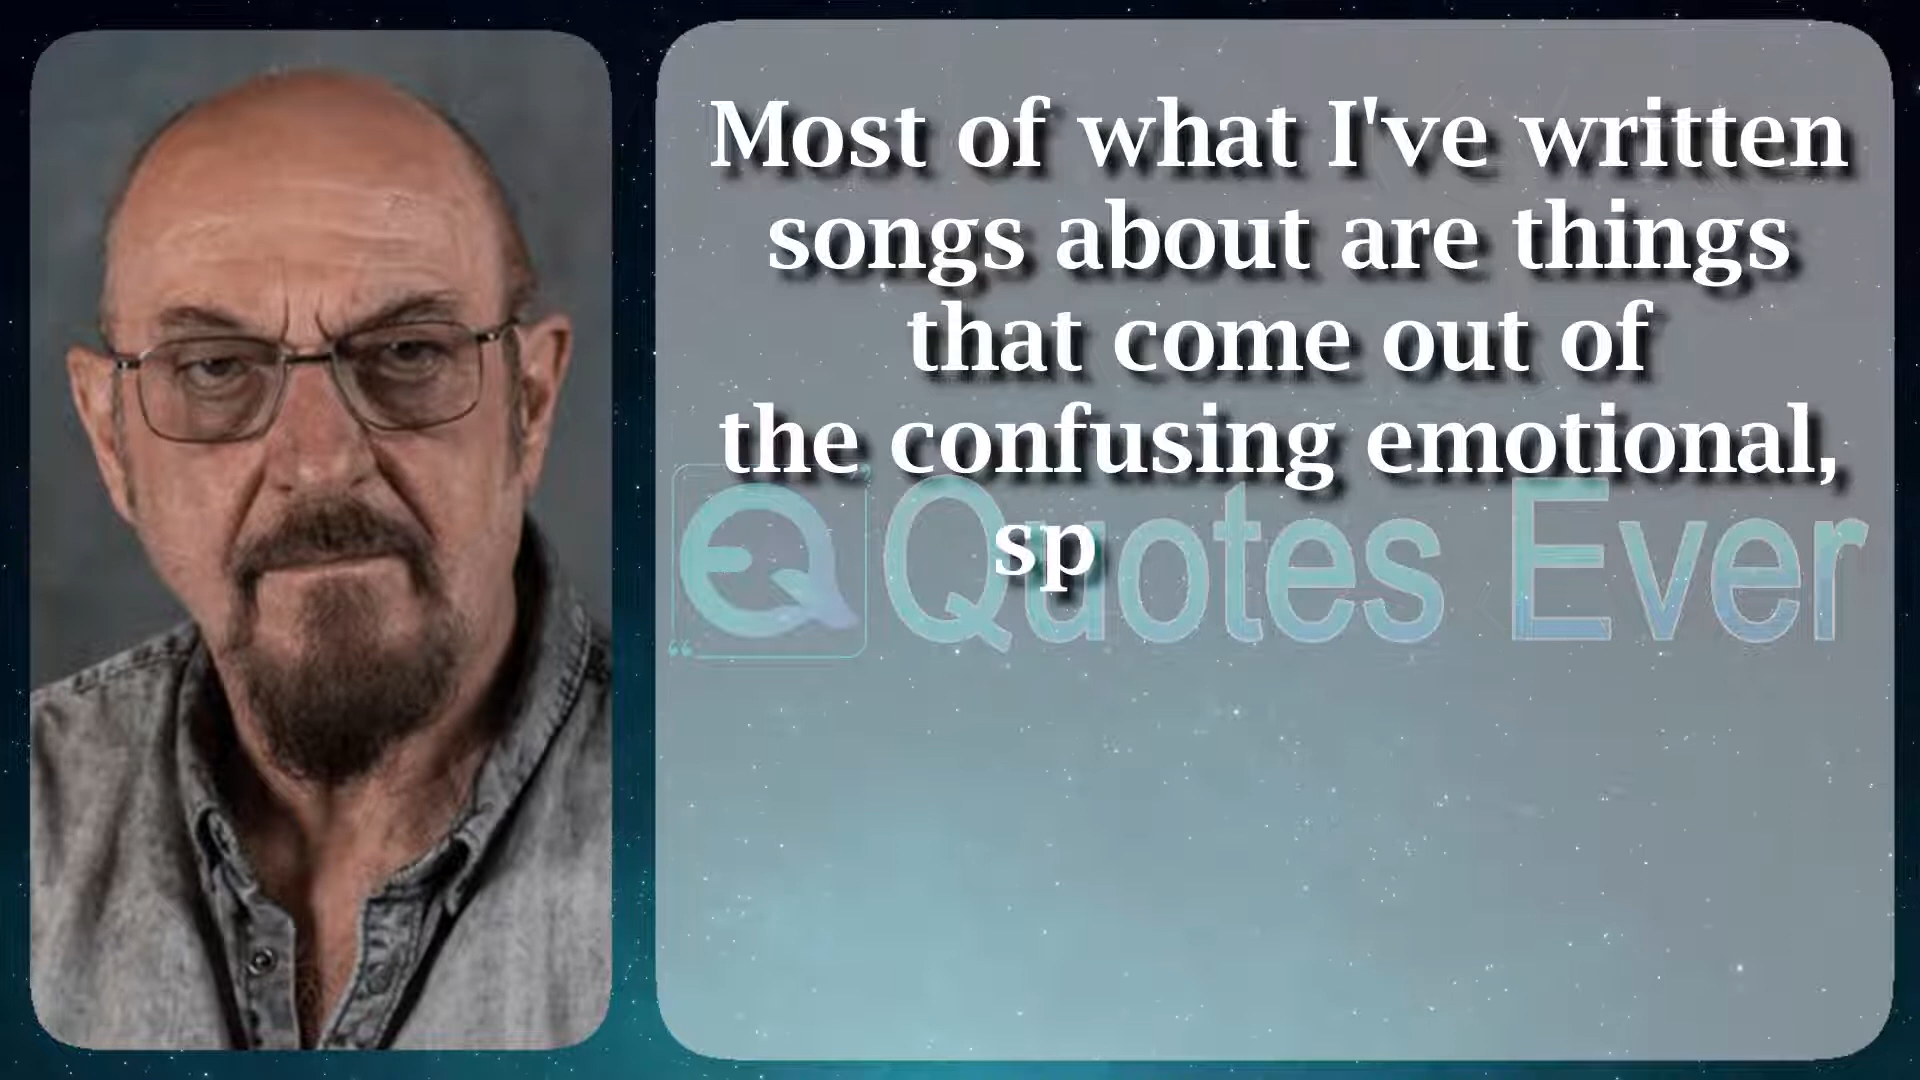 Most of what I've written
songs about are things
that come out of
the confusing emotional,
sp
EQ Quotes Ever